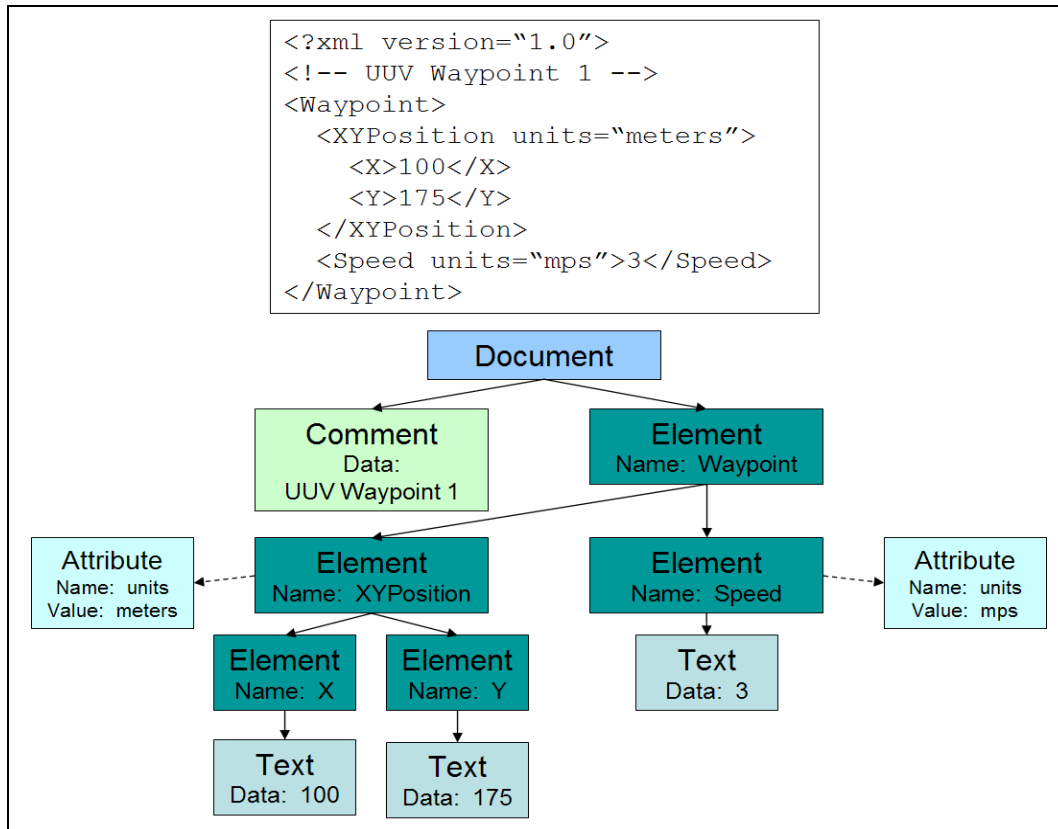 <?xml version=“1.0”>
<!-- UUV Waypoint 1 -->
<Waypoint>
  <XYPosition units=“meters”>
    <X>100</X>
    <Y>175</Y>
  </XYPosition>
  <Speed units=“mps”>3</Speed>
</Waypoint>
Document
Comment
Data:
UUV Waypoint 1
Element
Name: Waypoint
Attribute
Name: units
Value: meters
Element
Name: XYPosition
Element
Name: Speed
Attribute
Name: units
Value: mps
Element
Name: X
Element
Name: Y
Text
Data: 3
Text
Data: 100
Text
Data: 175